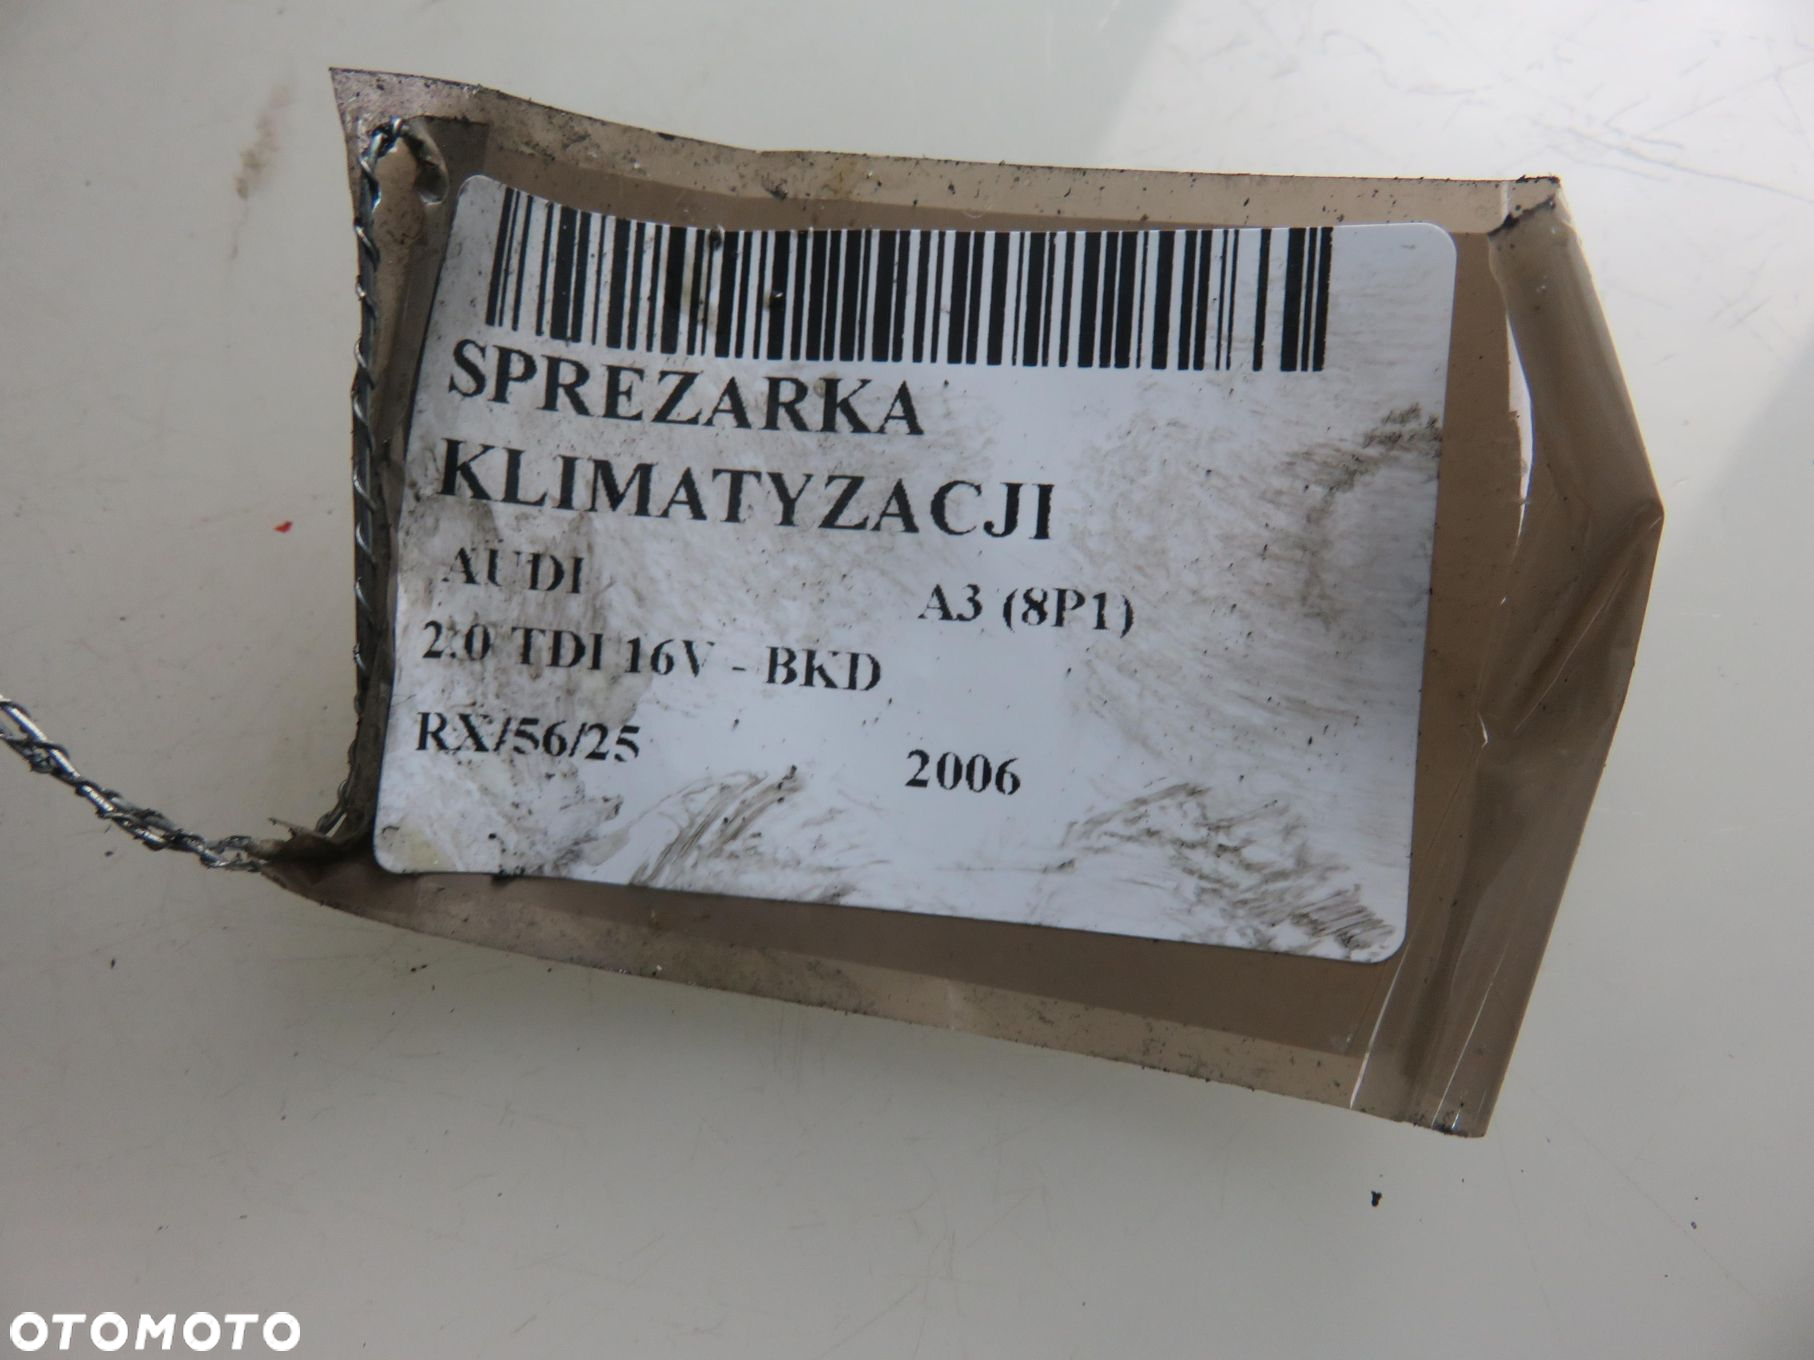 SPREZARKA
KLIMATYZACJI
AUDI A3 (8P1)
2.0 TDI 16V - BKD
RX/56/25 2006
OTOMOTO